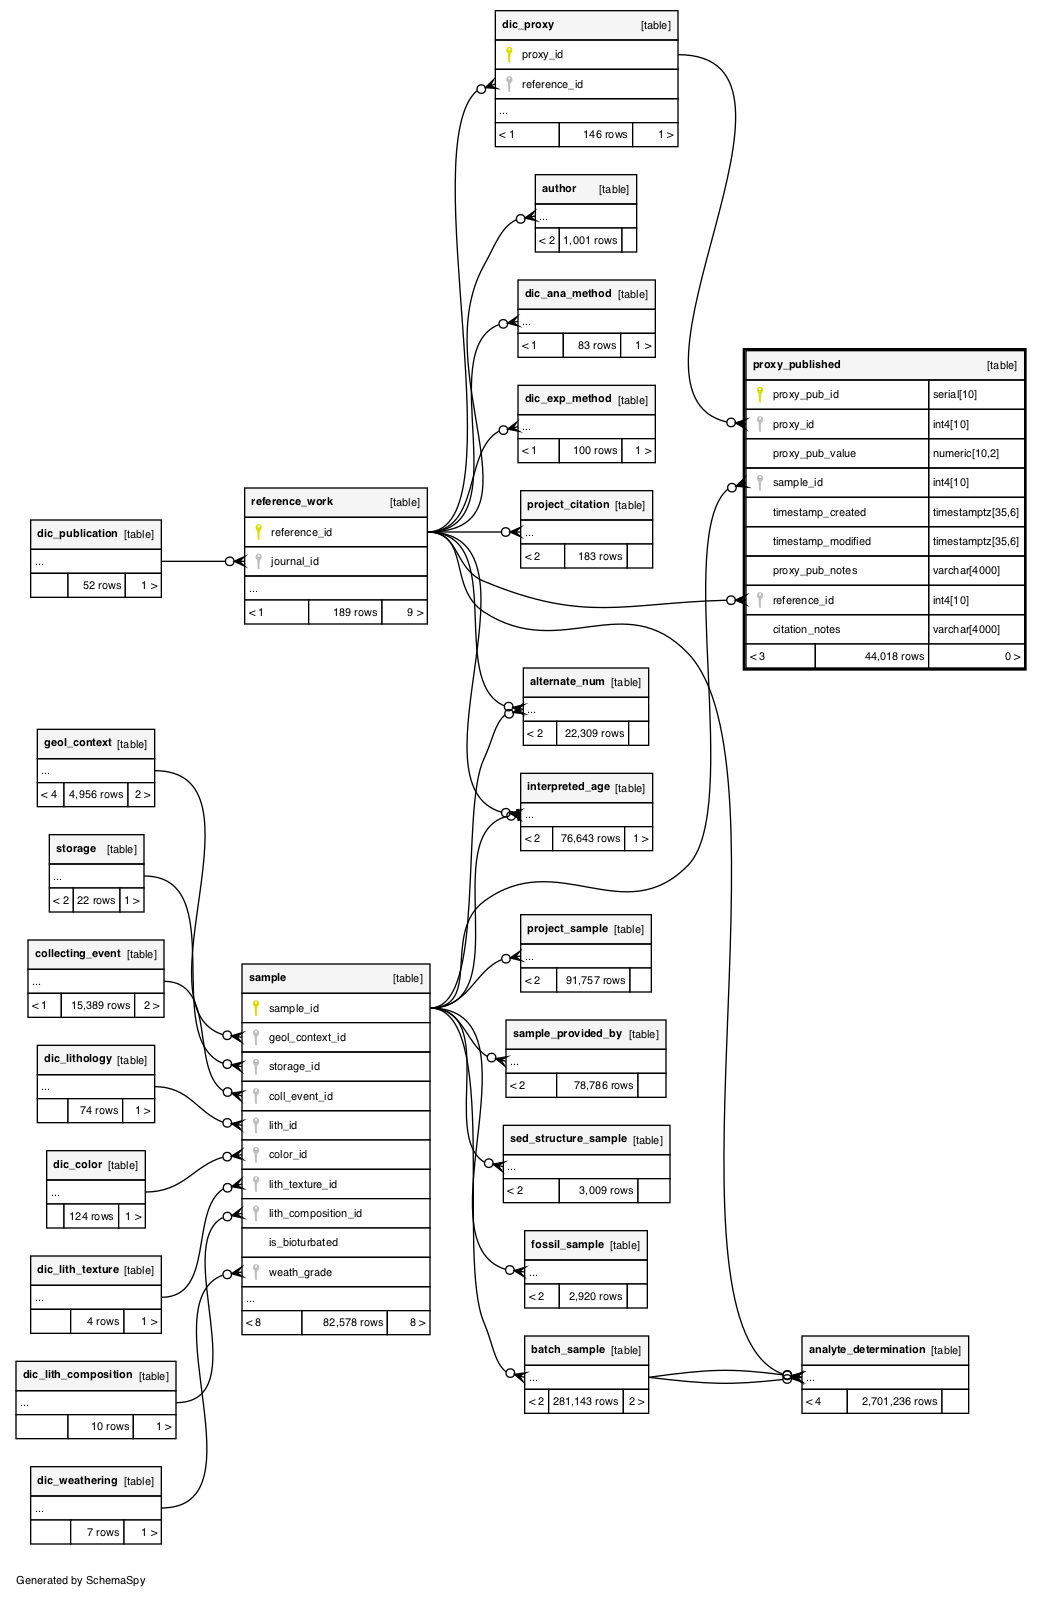 dic_proxy [table]
proxy_id
reference_id
...
< 1 146 rows 1 >
author [table]
...
< 2 1,001 rows
dic_ana_method [table]
...
< 1 83 rows 1 >
dic_exp_method [table]
...
< 1 100 rows 1 >
project_citation [table]
...
< 2 183 rows
proxy_published [table]
proxy_pub_id serial[10]
proxy_id int4[10]
proxy_pub_value numeric[10,2]
sample_id int4[10]
timestamp_created timestamptz[35,6]
timestamp_modified timestamptz[35,6]
proxy_pub_notes varchar[4000]
reference_id int4[10]
citation_notes varchar[4000]
< 3 44,018 rows 0 >
reference_work [table]
reference_id
journal_id
...
< 1 189 rows 9 >
dic_publication [table]
...
52 rows 1 >
alternate_num [table]
...
< 2 22,309 rows
interpreted_age [table]
...
< 2 76,643 rows 1 >
geol_context [table]
...
< 4 4,956 rows 2 >
storage [table]
...
< 2 22 rows 1 >
collecting_event [table]
...
< 1 15,389 rows 2 >
dic_lithology [table]
...
74 rows 1 >
dic_color [table]
...
124 rows 1 >
dic_lith_texture [table]
...
4 rows 1 >
dic_lith_composition [table]
...
10 rows 1 >
dic_weathering [table]
...
7 rows 1 >
sample [table]
sample_id
geol_context_id
storage_id
coll_event_id
lith_id
color_id
lith_texture_id
lith_composition_id
is_bioturbated
weath_grade
...
< 8 82,578 rows 8 >
project_sample [table]
...
< 2 91,757 rows
sample_provided_by [table]
...
< 2 78,786 rows
sed_structure_sample [table]
...
< 2 3,009 rows
fossil_sample [table]
...
< 2 2,920 rows
batch_sample [table]
...
< 2 281,143 rows 2 >
analyte_determination [table]
...
< 4 2,701,236 rows
Generated by SchemaSpy